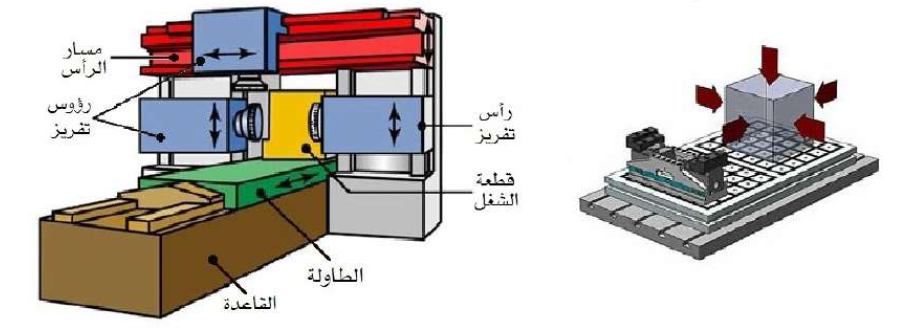 مسار
الرأس
رؤوس
تفريز
رأس
تفريز
قطعة
الشغل
الطاولة
القاعدة